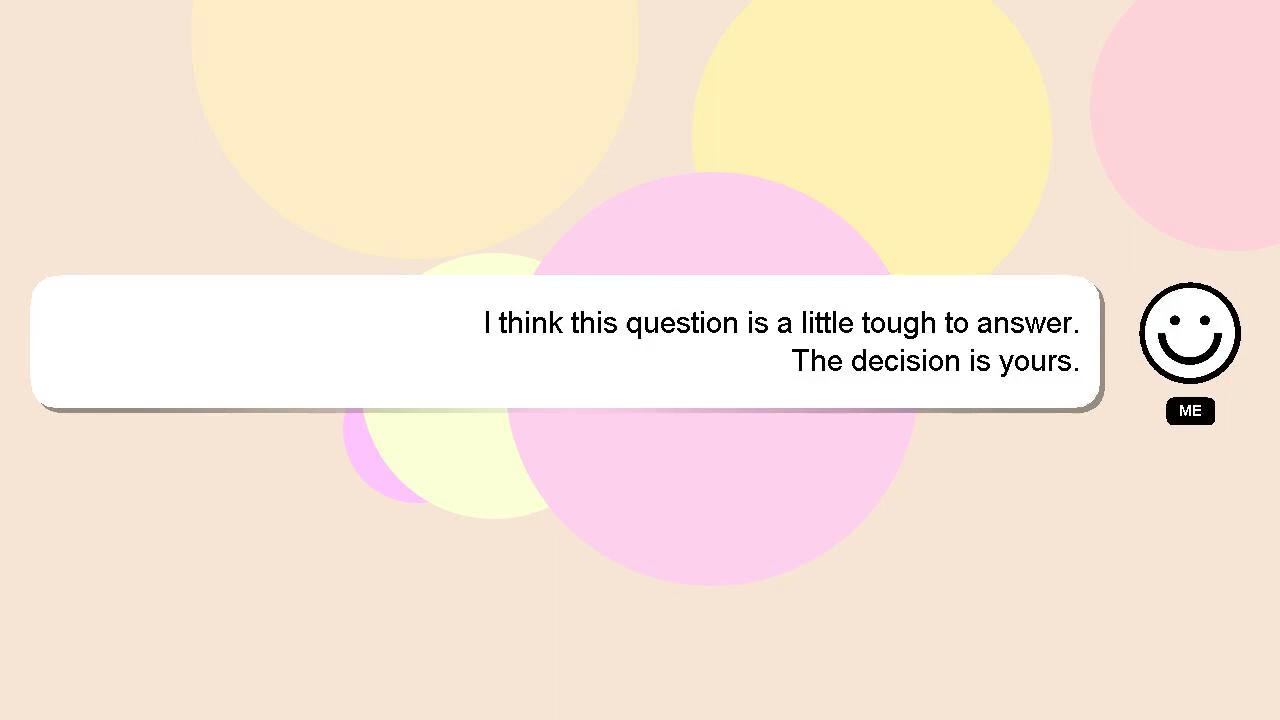 I think this question is a little tough to answer.
The decision is yours.
ME